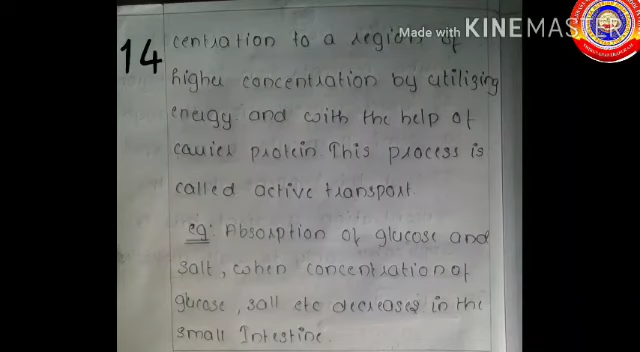 Made with KINEMASTER
14
centration to a region of
higher concentration by utilizing
energy and with the help of
carrier protein This process is
called active transport.
eg: Absorption of glucose and
salt, when concentration of
glucose, salt etc decreases in the
small Intestine.